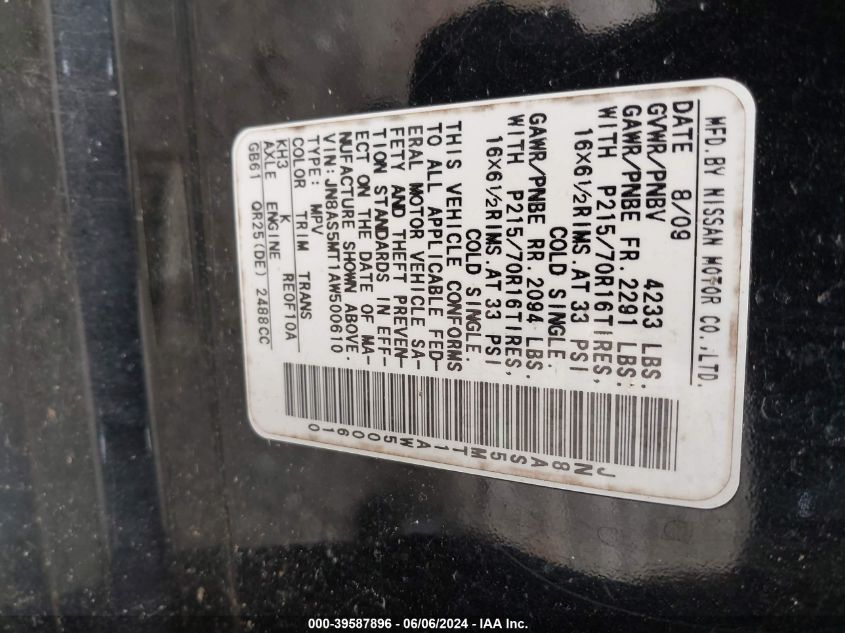 MFD.BY NISSAN MOTOR CO.,LTD.
DATE 8/09
GVWR/PNBV 4233 LBS.
GAWR/PNBE FR. 2291 LBS.
WITH P215/70R16TIRES,
16X6½RIMS.AT 33 PSI
COLD SINGLE.
GAWR/PNBE RR. 2094 LBS.
WITH P215/70R16TIRES,
16X6½RIMS.AT 33 PSI
COLD SINGLE.
THIS VEHICLE CONFORMS
TO ALL APPLICABLE FED-
ERAL MOTOR VEHICLE SA-
FETY AND THEFT PREVEN-
TION STANDARDS IN EFF-
ECT ON THE DATE OF MA-
NUFACTURE SHOWN ABOVE.
VIN:JN8AS5MT1AW500610
TYPE: MPV
COLOR TRIM TRANS
KH3 K RE0F10A
AXLE ENGINE
GB61 QR25(DE) 2488CC
JN8AS5MT1AW500610
000-39587896 - 06/06/2024 - IAA Inc.